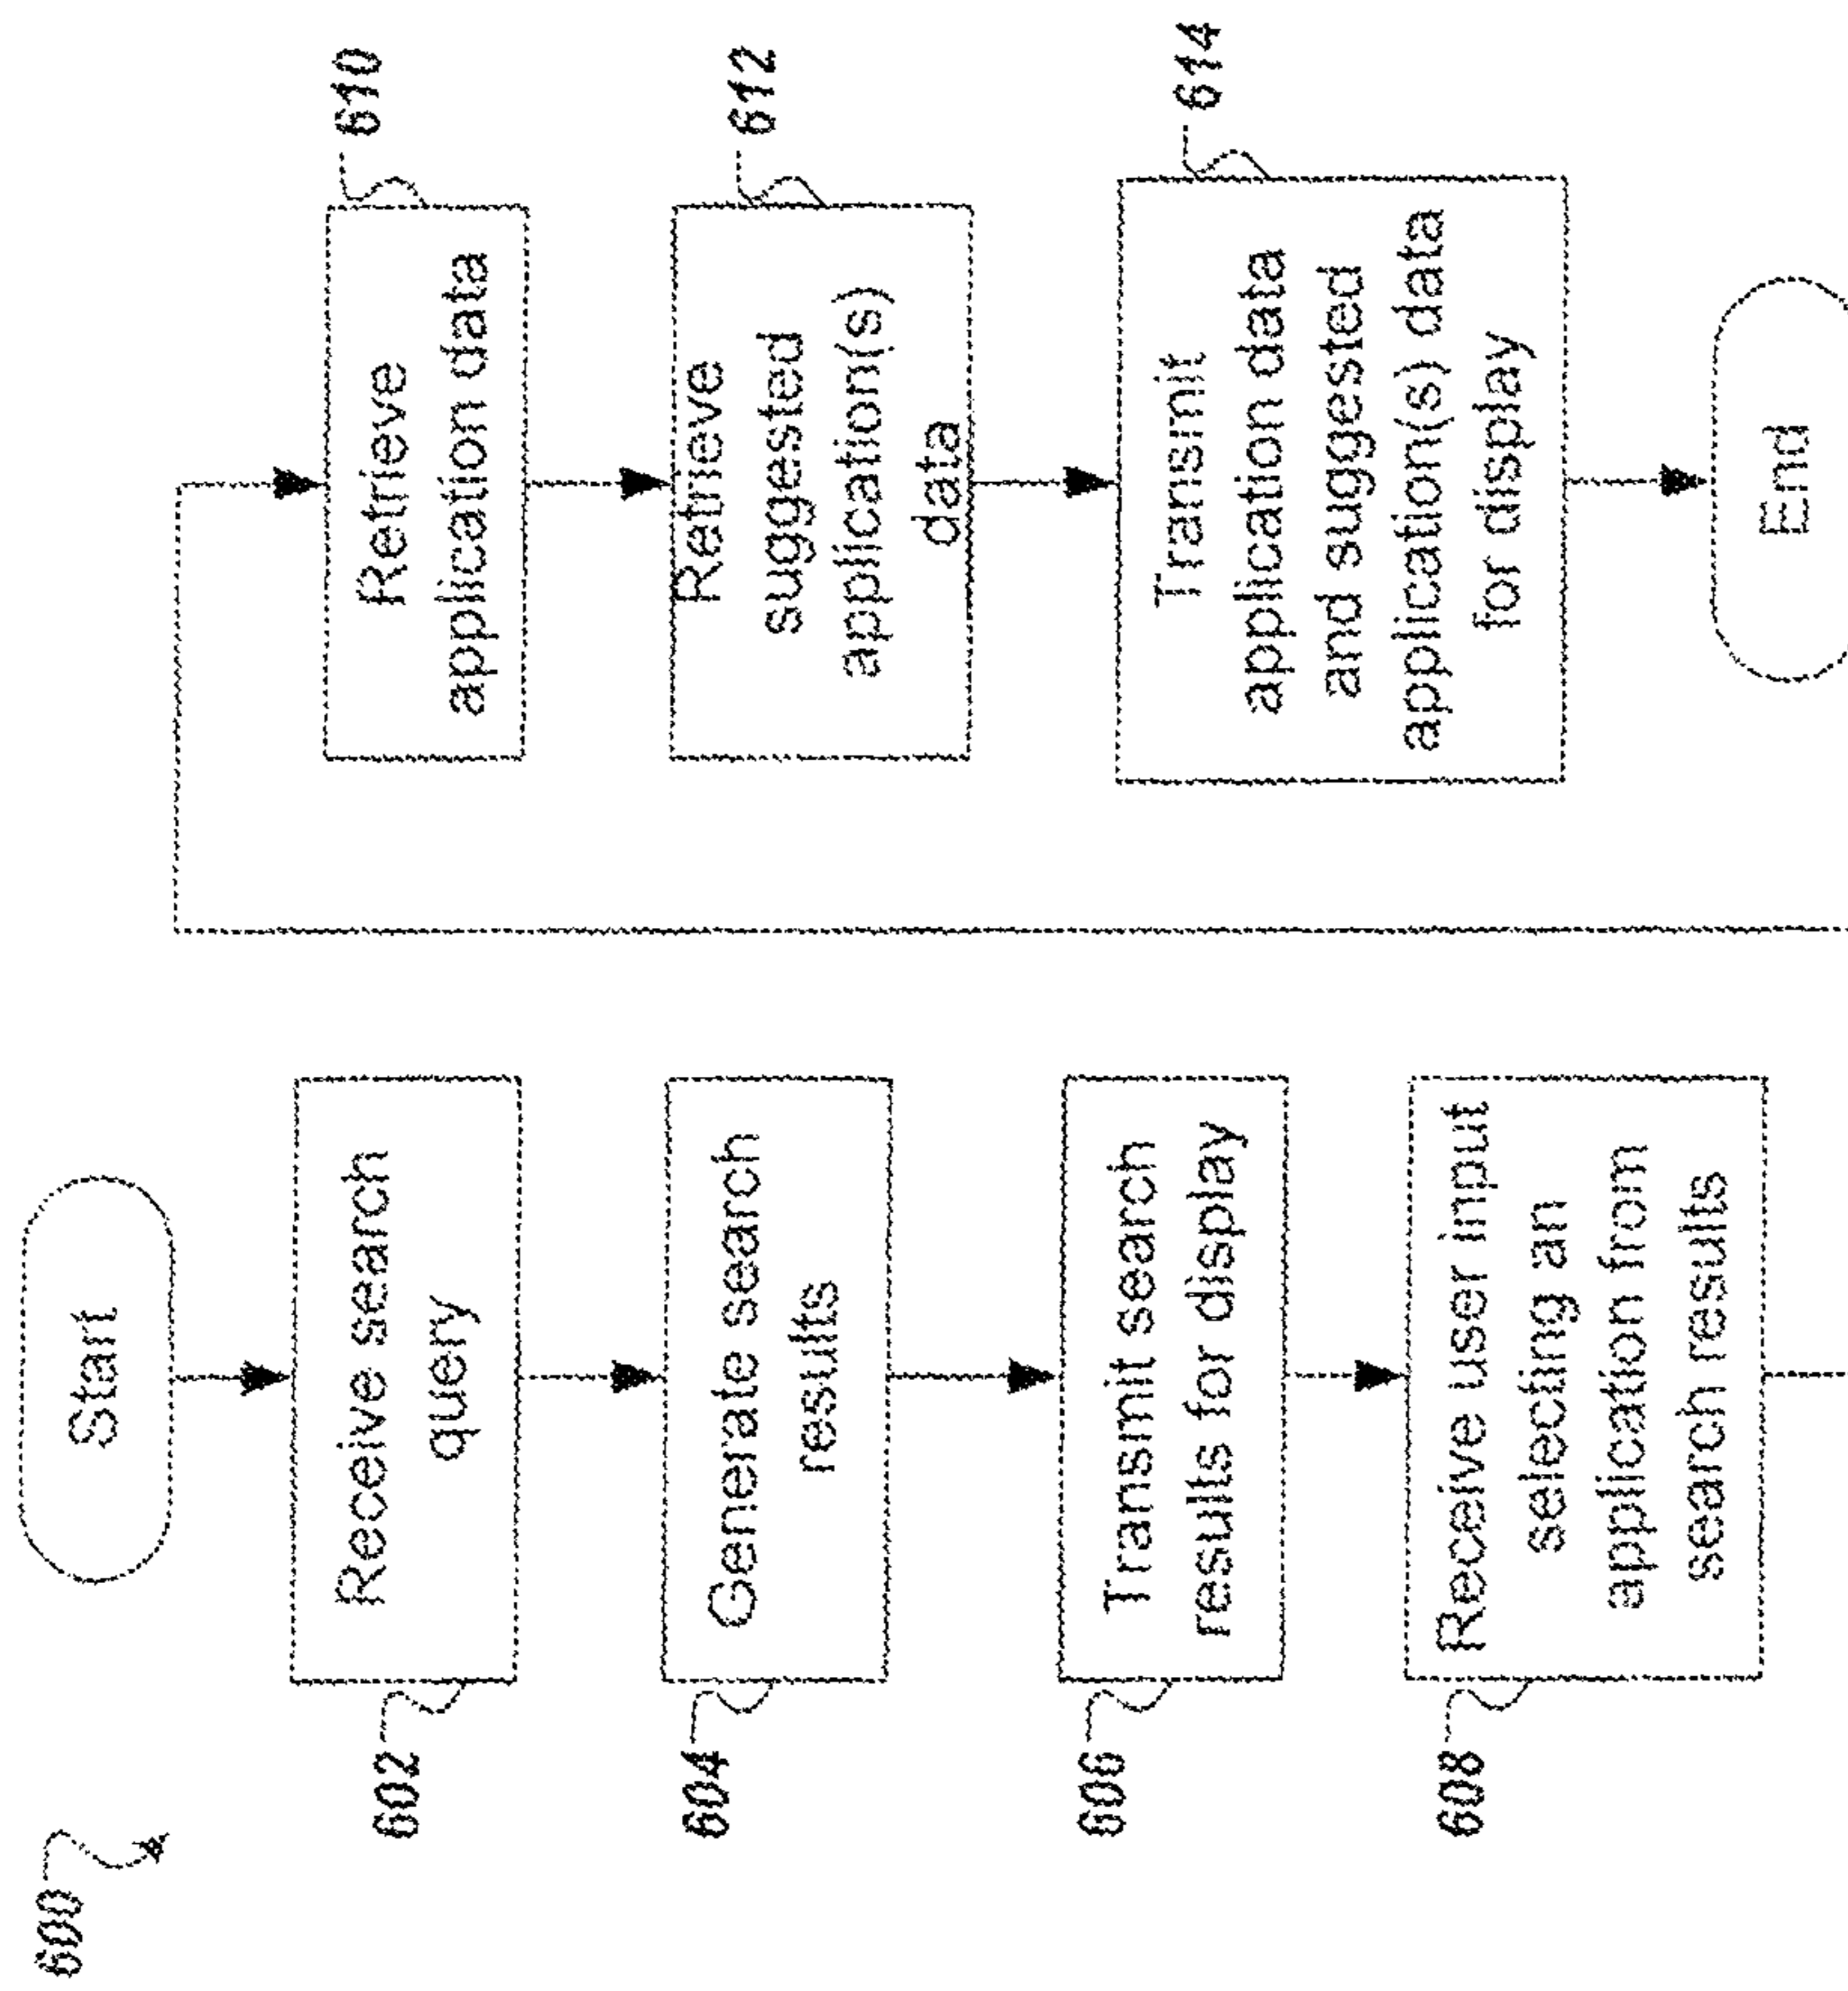 600
Start
602
Receive search
query
604
Generate search
results
606
Transmit search
results for display
608
Receive user input
selecting an
application from
search results
610
Retrieve
application data
612
Retrieve
suggested
application(s)
data
614
Transmit
application data
and suggested
application(s) data
for display
End